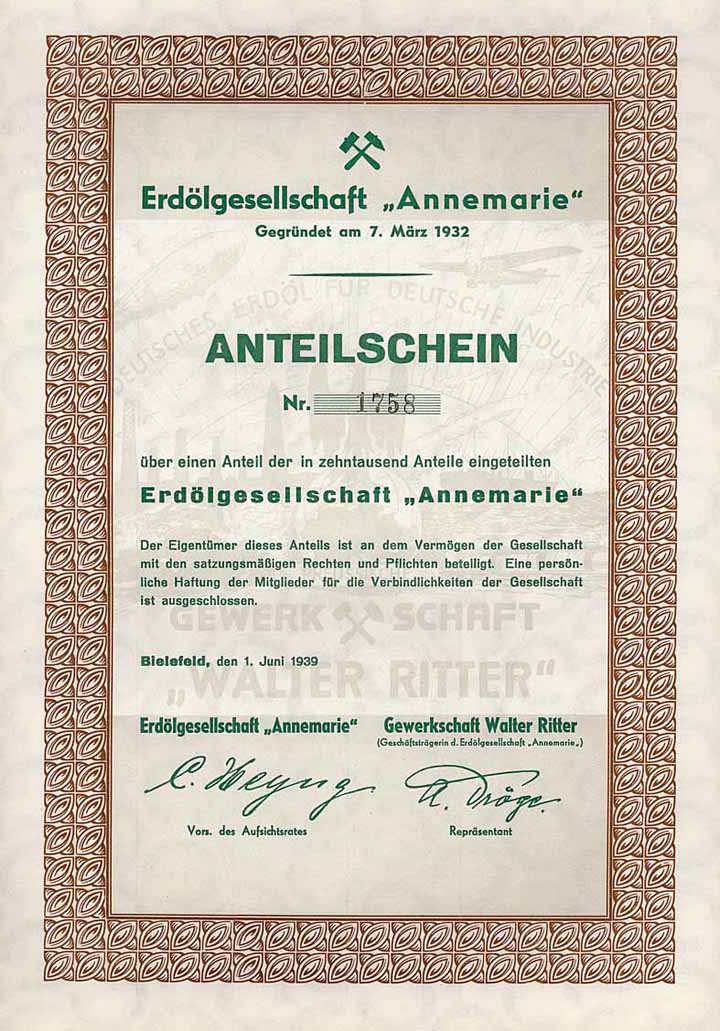 Erdölgesellschaft „Annemarie“
Gegründet am 7. März 1932
DEUTSCHES ERDÖL FÜR DEUTSCHE INDUSTRIE
ANTEILSCHEIN
Nr. 1758
über einen Anteil der in zehntausend Anteile eingeteilten
Erdölgesellschaft „Annemarie“
Der Eigentümer dieses Anteils ist an dem Vermögen der Gesellschaft
mit den satzungsmäßigen Rechten und Pflichten beteiligt. Eine persön-
liche Haftung der Mitglieder für die Verbindlichkeiten der Gesellschaft
ist ausgeschlossen.
GEWERKSCHAFT
Bielefeld, den 1. Juni 1939
„WALTER RITTER“
Erdölgesellschaft „Annemarie“ Gewerkschaft Walter Ritter
(Geschäftsträgerin d. Erdölgesellschaft „Annemarie„)
C. Heyng A. Dröge.
Vors. des Aufsichtsrates Repräsentant